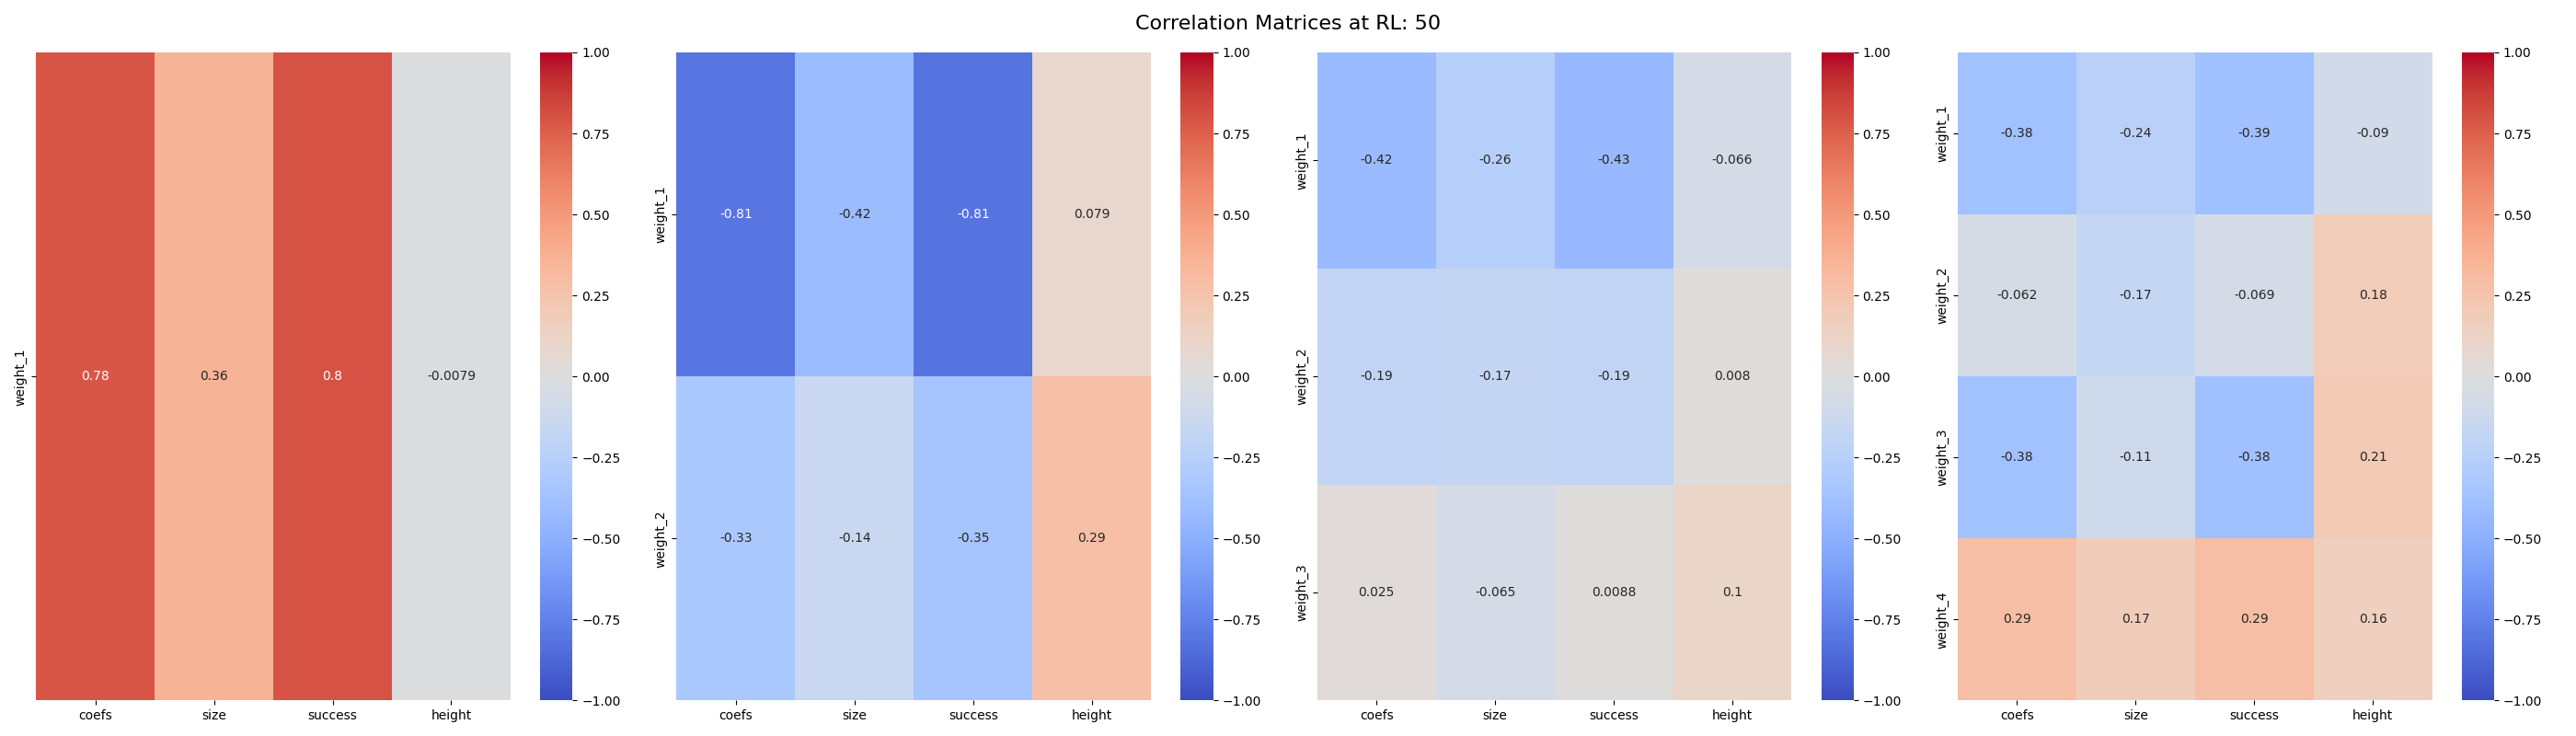 Correlation Matrices at RL: 50
weight_1
0.78 0.36 0.8 -0.0079
coefs size success height
1.00
0.75
0.50
0.25
0.00
−0.25
−0.50
−0.75
−1.00
weight_1
-0.81 -0.42 -0.81 0.079
weight_2
-0.33 -0.14 -0.35 0.29
coefs size success height
1.00
0.75
0.50
0.25
0.00
−0.25
−0.50
−0.75
−1.00
weight_1
-0.42 -0.26 -0.43 -0.066
weight_2
-0.19 -0.17 -0.19 0.008
weight_3
0.025 -0.065 0.0088 0.1
coefs size success height
1.00
0.75
0.50
0.25
0.00
−0.25
−0.50
−0.75
−1.00
weight_1
-0.38 -0.24 -0.39 -0.09
weight_2
-0.062 -0.17 -0.069 0.18
weight_3
-0.38 -0.11 -0.38 0.21
weight_4
0.29 0.17 0.29 0.16
coefs size success height
1.00
0.75
0.50
0.25
0.00
−0.25
−0.50
−0.75
−1.00